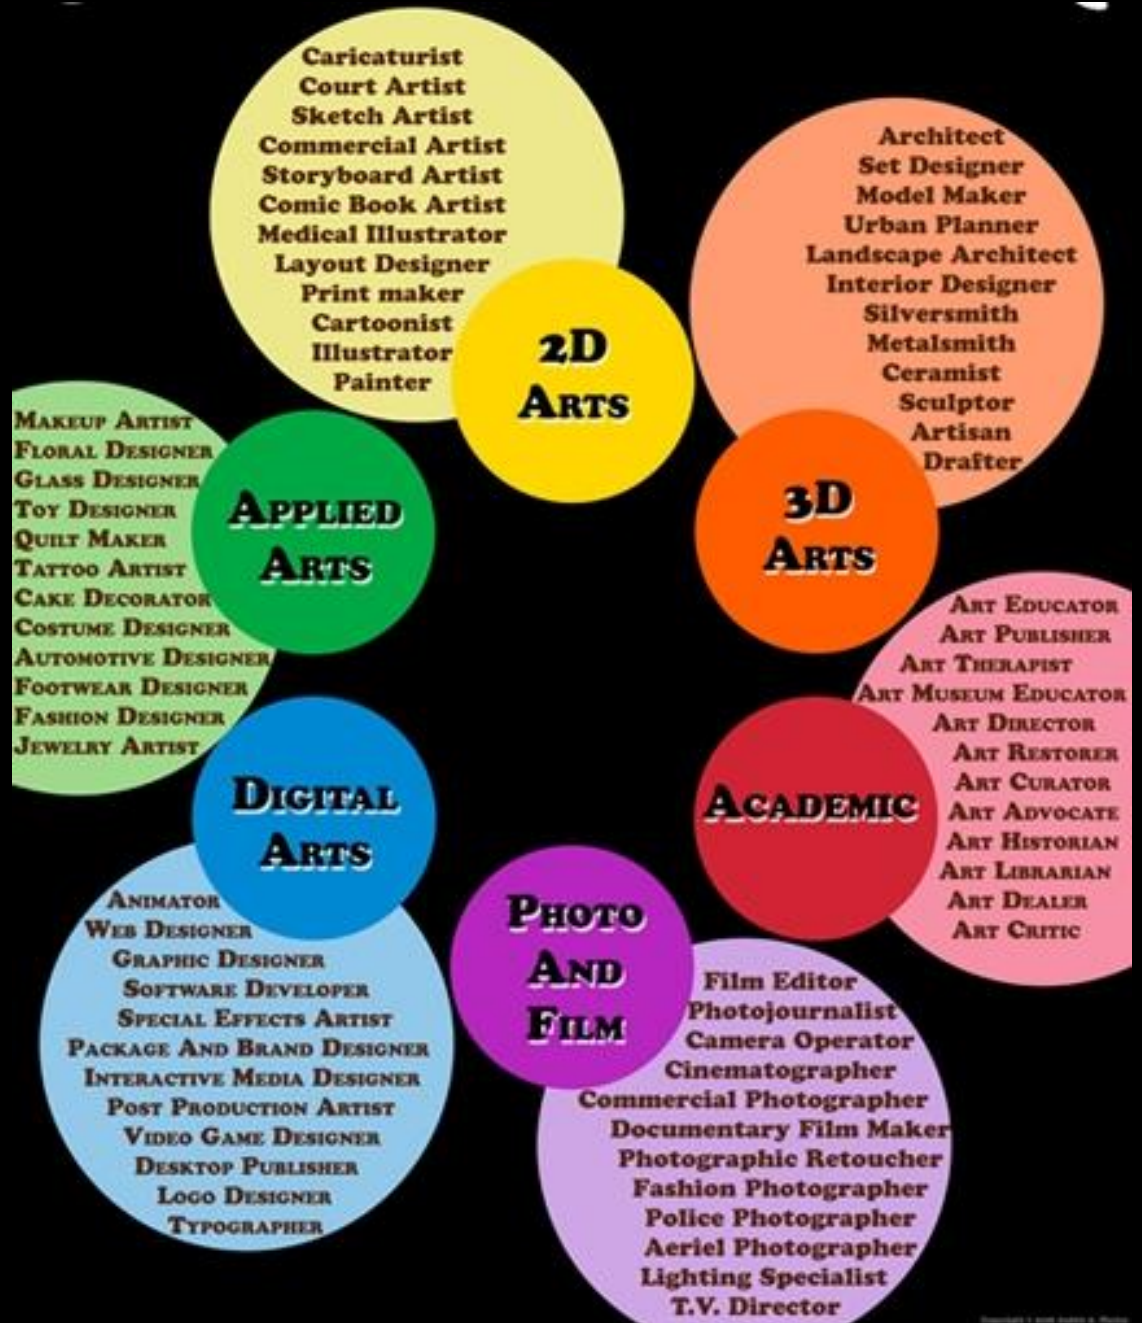 Caricaturist
Court Artist
Sketch Artist
Commercial Artist
Storyboard Artist
Comic Book Artist
Medical Illustrator
Layout Designer
Print maker
Cartoonist
Illustrator
Painter
2D
ARTS
Architect
Set Designer
Model Maker
Urban Planner
Landscape Architect
Interior Designer
Silversmith
Metalsmith
Ceramist
Sculptor
Artisan
Drafter
3D
ARTS
MAKEUP ARTIST
FLORAL DESIGNER
GLASS DESIGNER
TOY DESIGNER
QUILT MAKER
TATTOO ARTIST
CAKE DECORATOR
COSTUME DESIGNER
AUTOMOTIVE DESIGNER
FOOTWEAR DESIGNER
FASHION DESIGNER
JEWELRY ARTIST
APPLIED
ARTS
ART EDUCATOR
ART PUBLISHER
ART THERAPIST
ART MUSEUM EDUCATOR
ART DIRECTOR
ART RESTORER
ART CURATOR
ART ADVOCATE
ART HISTORIAN
ART LIBRARIAN
ART DEALER
ART CRITIC
ACADEMIC
DIGITAL
ARTS
ANIMATOR
WEB DESIGNER
GRAPHIC DESIGNER
SOFTWARE DEVELOPER
SPECIAL EFFECTS ARTIST
PACKAGE AND BRAND DESIGNER
INTERACTIVE MEDIA DESIGNER
POST PRODUCTION ARTIST
VIDEO GAME DESIGNER
DESKTOP PUBLISHER
LOGO DESIGNER
TYPOGRAPHER
PHOTO
AND
FILM
Film Editor
Photojournalist
Camera Operator
Cinematographer
Commercial Photographer
Documentary Film Maker
Photographic Retoucher
Fashion Photographer
Police Photographer
Aeriel Photographer
Lighting Specialist
T.V. Director